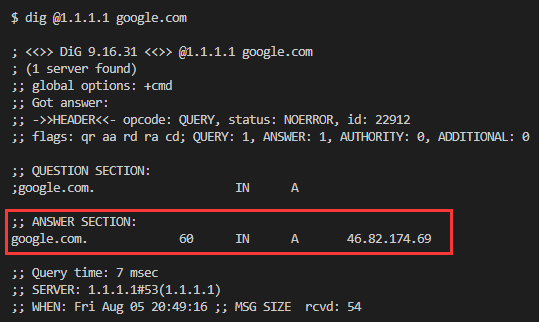 $ dig @1.1.1.1 google.com
; <<>> DiG 9.16.31 <<>> @1.1.1.1 google.com
; (1 server found)
;; global options: +cmd
;; Got answer:
;; ->>HEADER<<- opcode: QUERY, status: NOERROR, id: 22912
;; flags: qr aa rd ra cd; QUERY: 1, ANSWER: 1, AUTHORITY: 0, ADDITIONAL: 0
;; QUESTION SECTION:
;google.com. IN A
;; ANSWER SECTION:
google.com. 60 IN A 46.82.174.69
;; Query time: 7 msec
;; SERVER: 1.1.1.1#53(1.1.1.1)
;; WHEN: Fri Aug 05 20:49:16 ;; MSG SIZE rcvd: 54